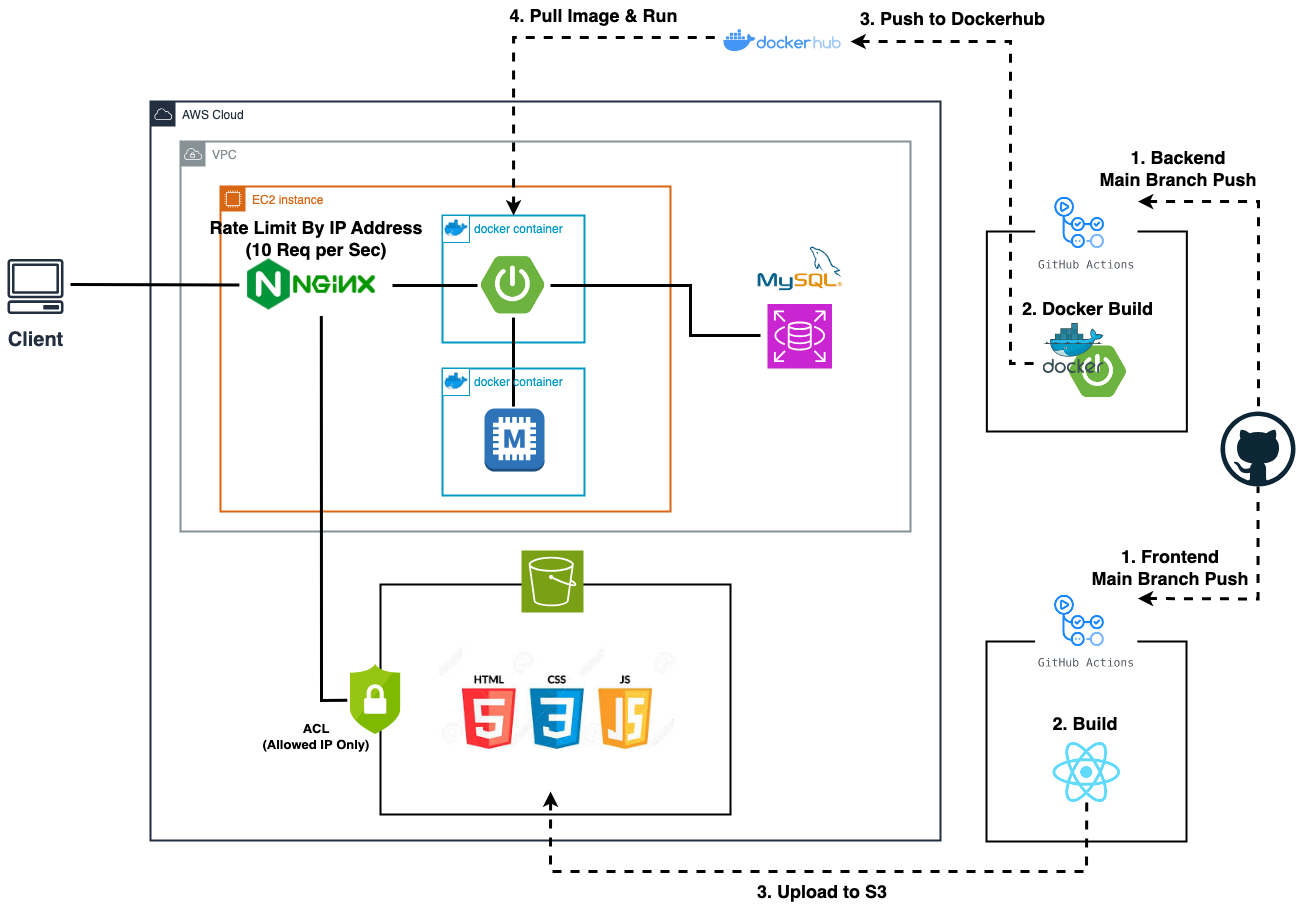 4. Pull Image & Run
3. Push to Dockerhub
docker hub
AWS Cloud
VPC
1. Backend
Main Branch Push
EC2 instance
Rate Limit By IP Address
(10 Req per Sec)
docker container
NGINX
MySQL
GitHub Actions
Client
2. Docker Build
docker
docker container
M
1. Frontend
Main Branch Push
GitHub Actions
HTML
CSS
JS
5
3
JS
ACL
(Allowed IP Only)
2. Build
3. Upload to S3